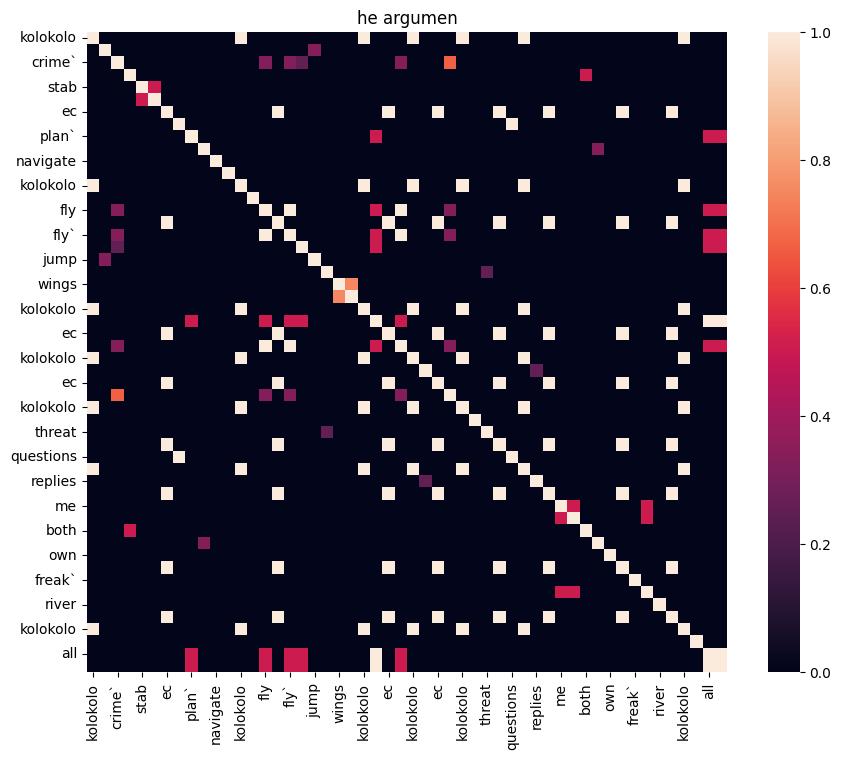 he argumen
kolokolo
crime`
stab
ec
plan`
navigate
kolokolo
fly
fly`
jump
wings
kolokolo
ec
kolokolo
ec
kolokolo
threat
questions
replies
me
both
own
freak`
river
kolokolo
all
kolokolo
crime`
stab
ec
plan`
navigate
kolokolo
fly
fly`
jump
wings
kolokolo
ec
kolokolo
ec
kolokolo
threat
questions
replies
me
both
own
freak`
river
kolokolo
all
1.0
0.8
0.6
0.4
0.2
0.0